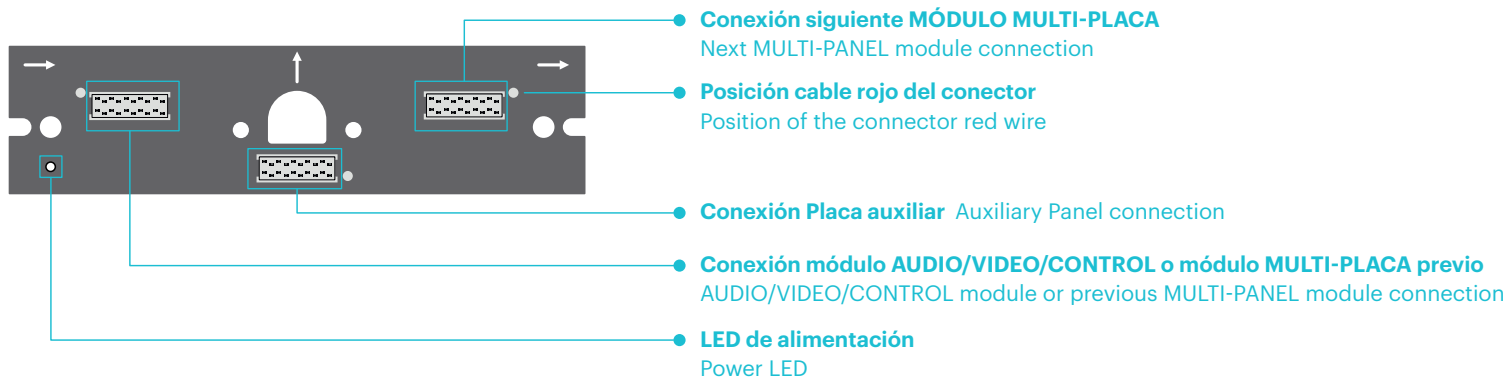 Conexión siguiente MÓDULO MULTI-PLACA
Next MULTI-PANEL module connection
Posición cable rojo del conector
Position of the connector red wire
Conexión Placa auxiliar Auxiliary Panel connection
Conexión módulo AUDIO/VIDEO/CONTROL o módulo MULTI-PLACA previo
AUDIO/VIDEO/CONTROL module or previous MULTI-PANEL module connection
LED de alimentación
Power LED